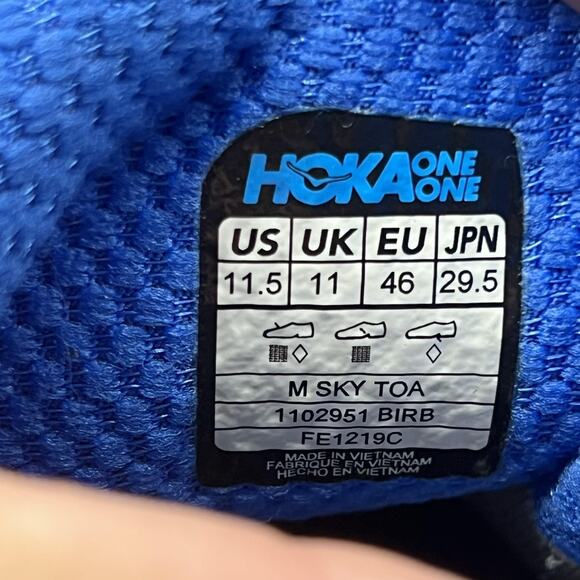 HOKA ONE ONE
US UK EU JPN
11.5 11 46 29.5
M SKY TOA
1102951 BIRB
FE1219C
MADE IN VIETNAM
FABRIQUE EN VIETNAM
HECHO EN VIETNAM